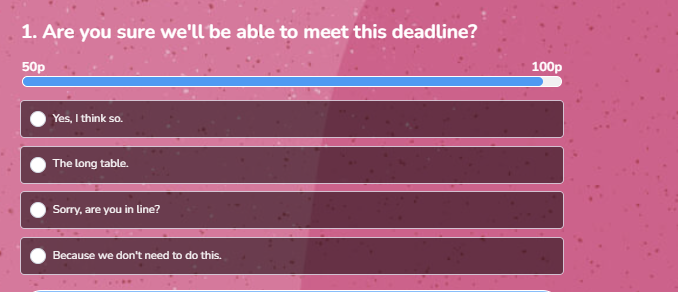 1. Are you sure we'll be able to meet this deadline?
50p 100p
Yes, I think so.
The long table.
Sorry, are you in line?
Because we don't need to do this.